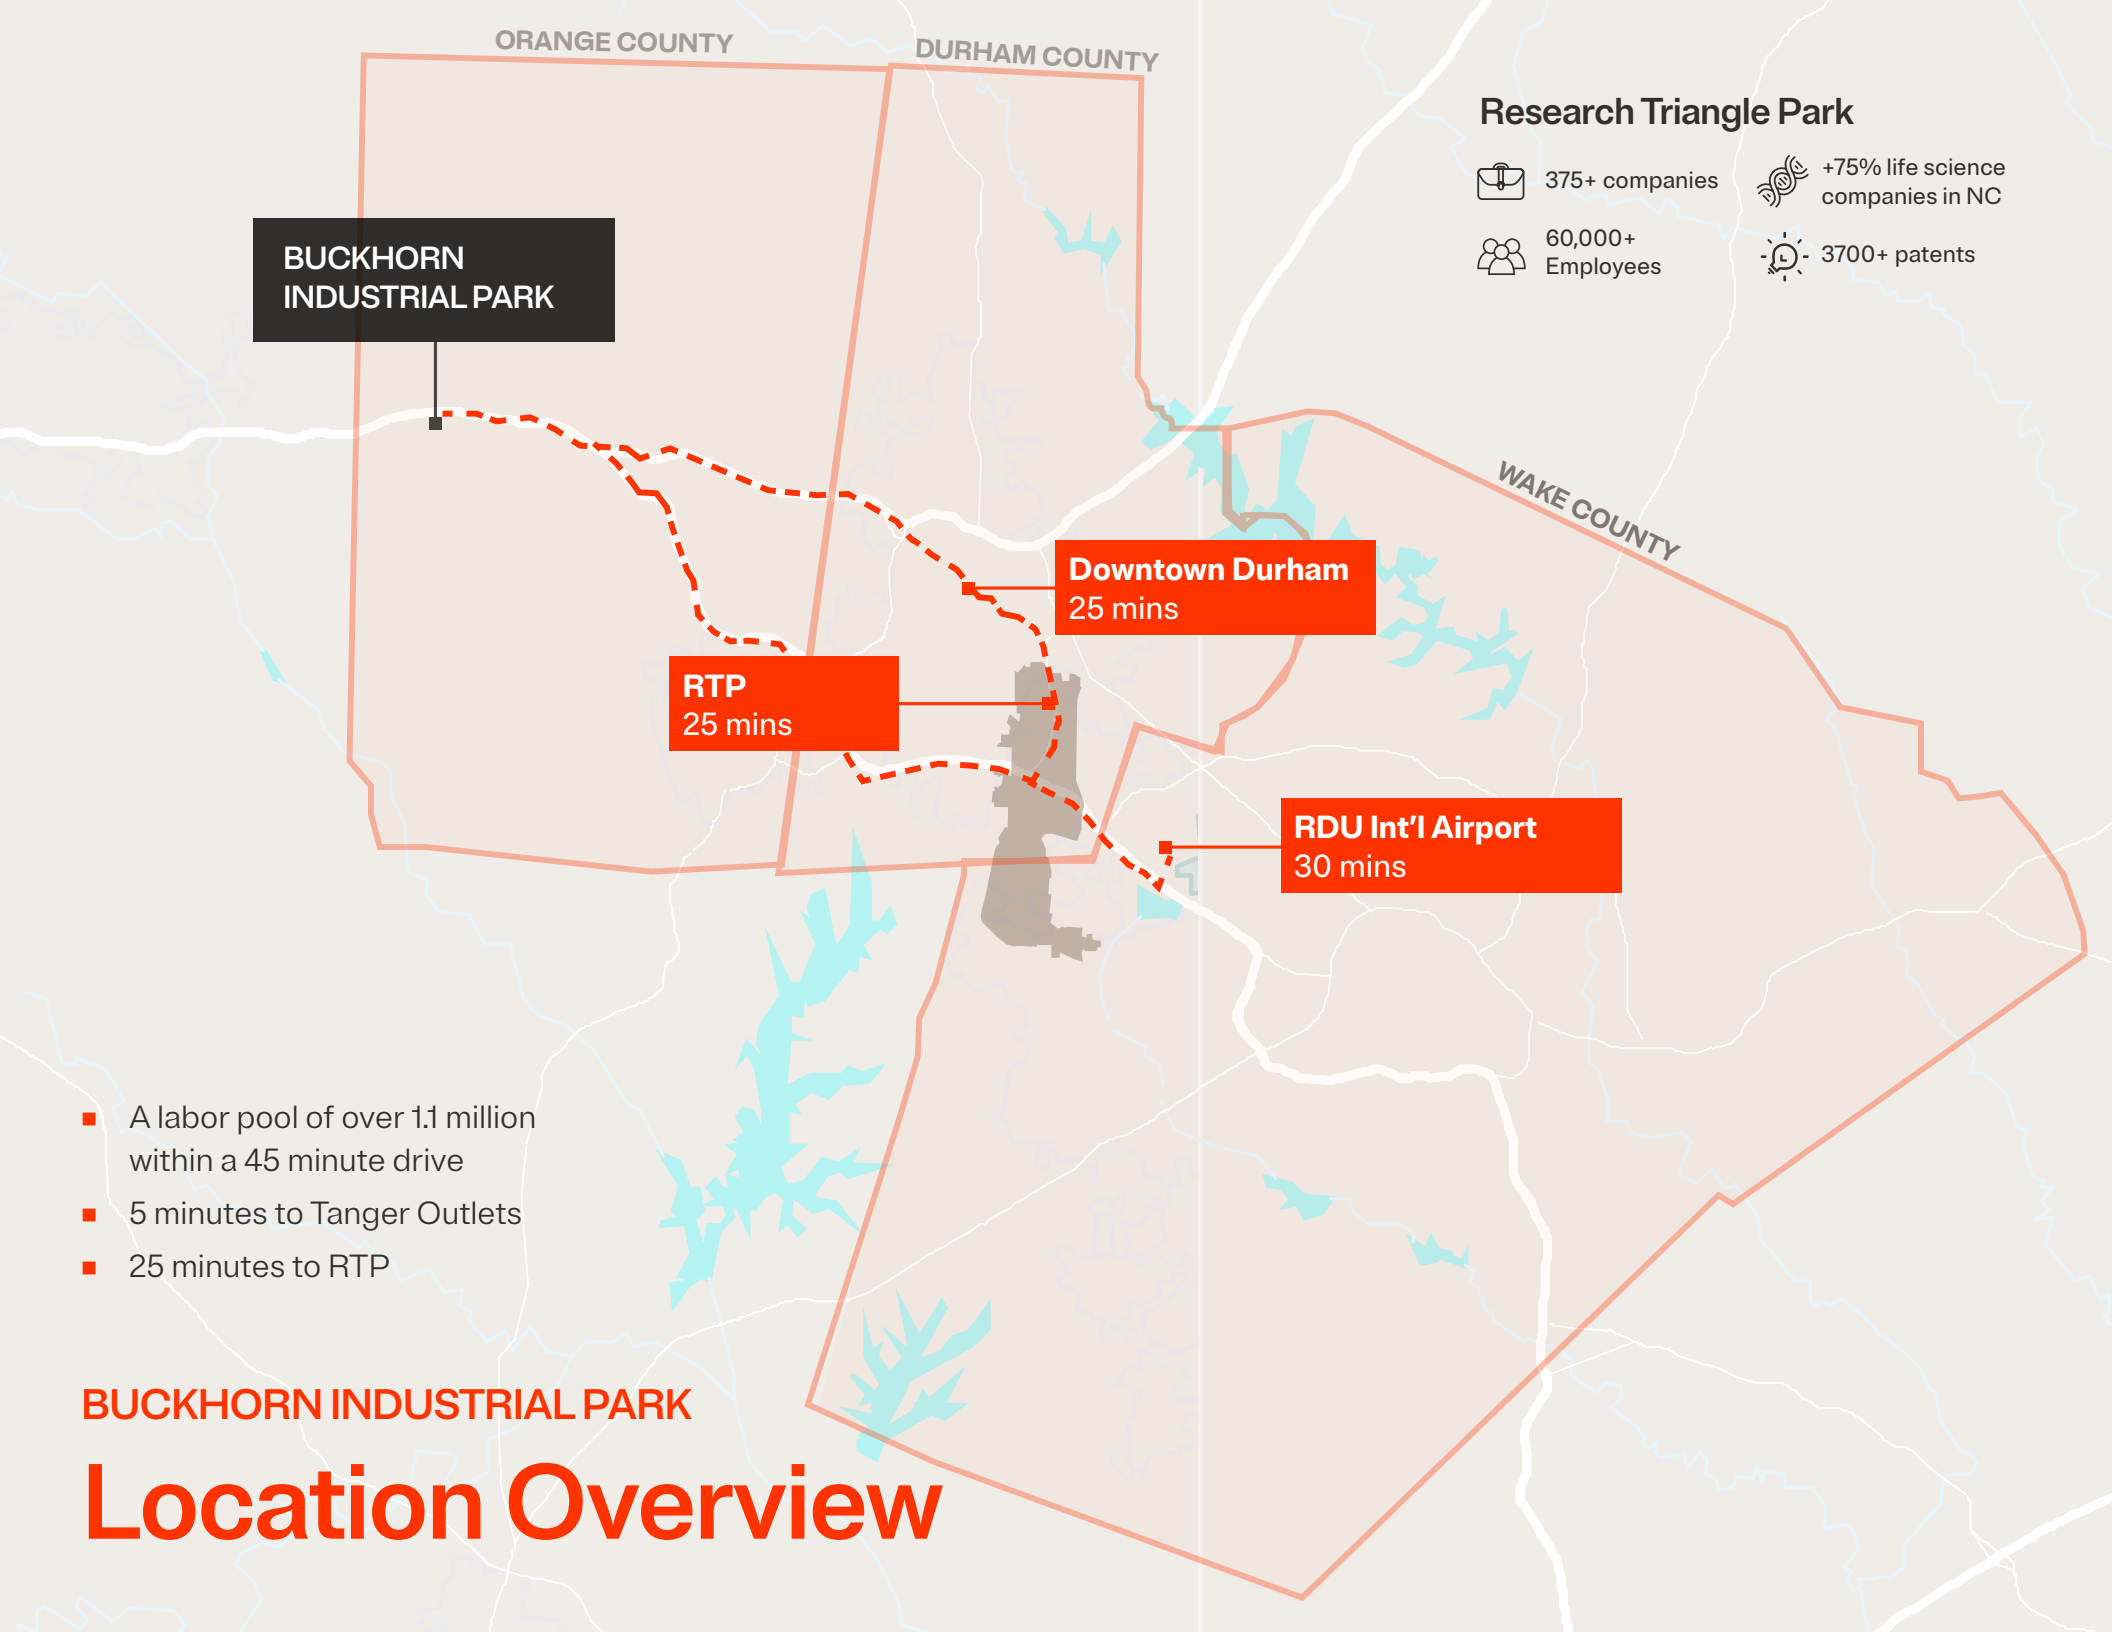 ORANGE COUNTY
DURHAM COUNTY
Research Triangle Park
375+ companies
+75% life science
companies in NC
60,000+
Employees
3700+ patents
BUCKHORN
INDUSTRIAL PARK
WAKE COUNTY
Downtown Durham
25 mins
RTP
25 mins
RDU Int'l Airport
30 mins
A labor pool of over 1.1 million
within a 45 minute drive
5 minutes to Tanger Outlets
25 minutes to RTP
BUCKHORN INDUSTRIAL PARK
Location Overview